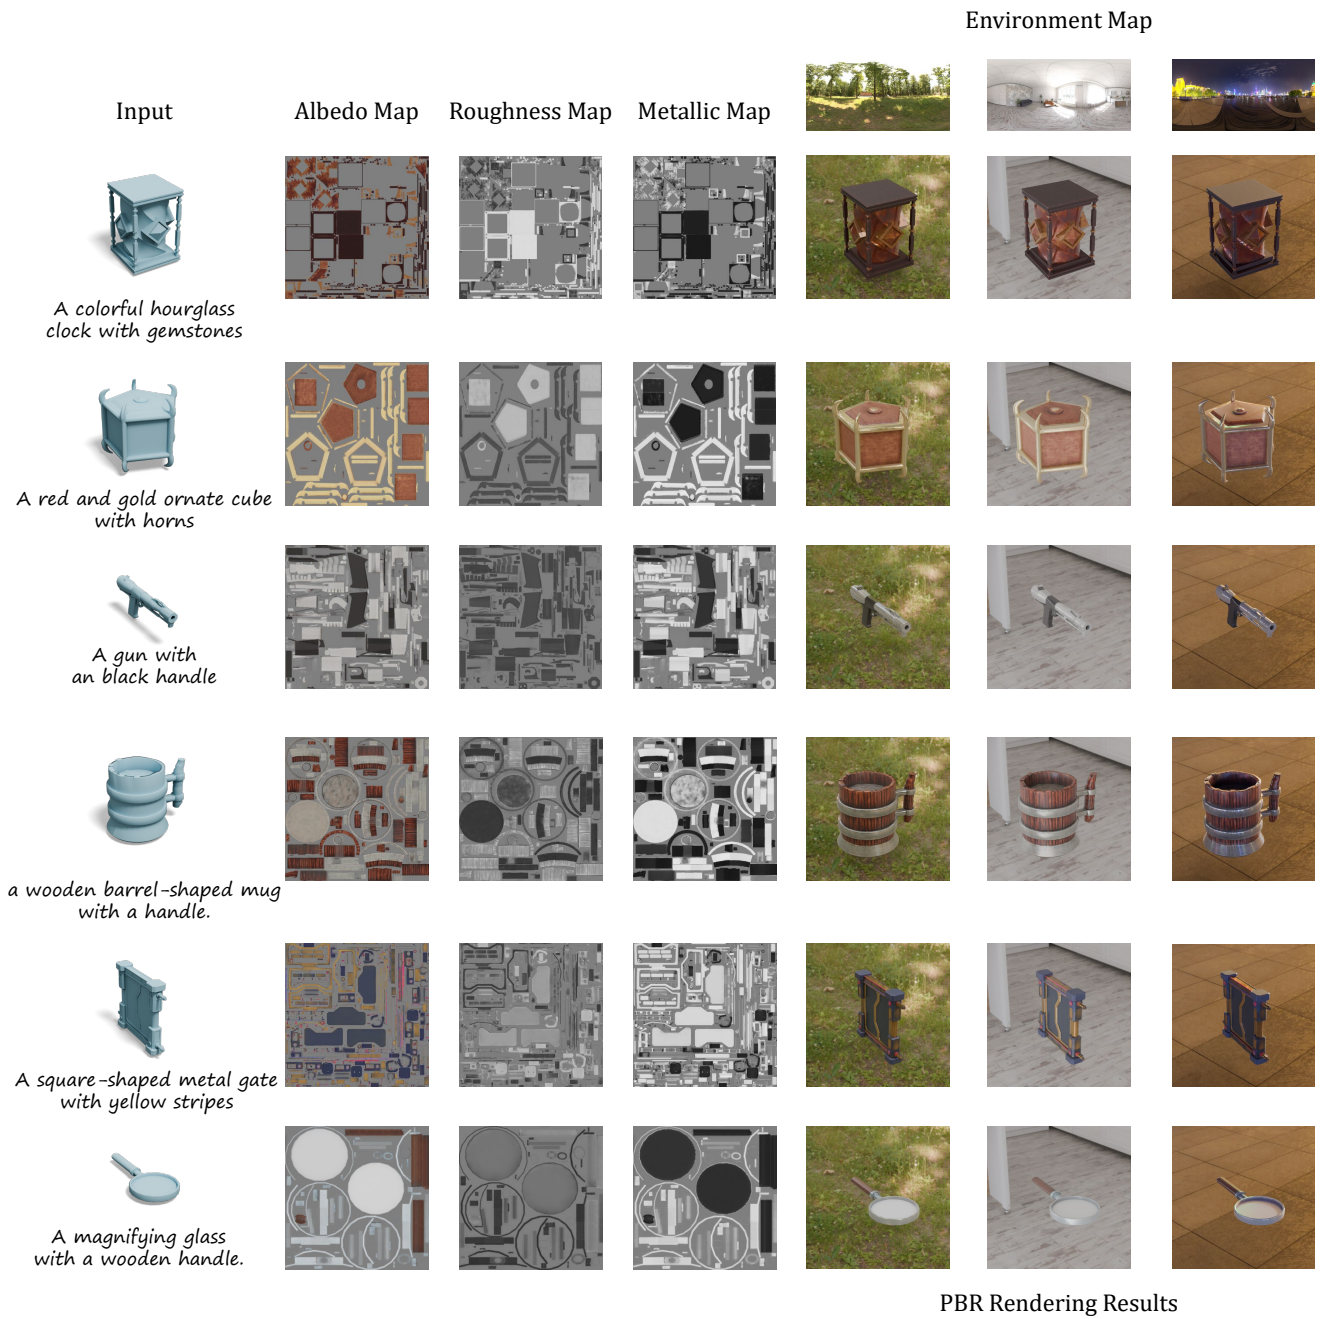 Environment Map
Input
Albedo Map
Roughness Map
Metallic Map
A colorful hourglass
clock with gemstones
A red and gold ornate cube
with horns
A gun with
an black handle
a wooden barrel-shaped mug
with a handle.
A square-shaped metal gate
with yellow stripes
A magnifying glass
with a wooden handle.
PBR Rendering Results